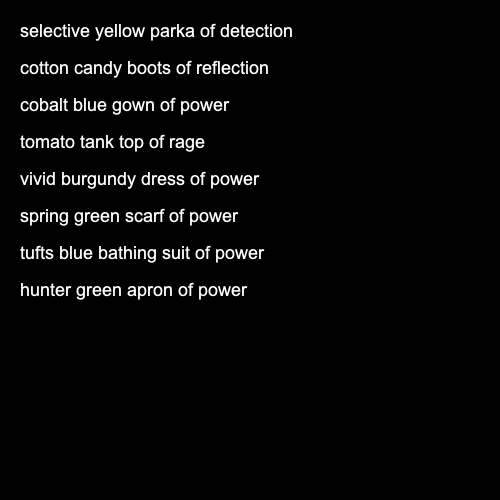 selective yellow parka of detection
cotton candy boots of reflection
cobalt blue gown of power
tomato tank top of rage
vivid burgundy dress of power
spring green scarf of power
tufts blue bathing suit of power
hunter green apron of power